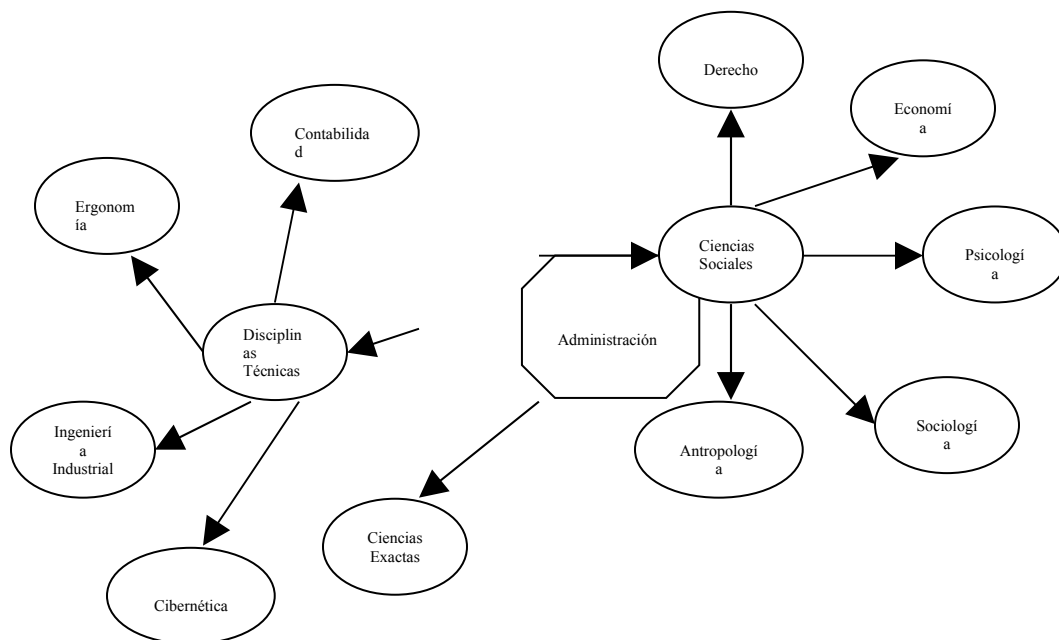 Derecho
Economí
a
Contabilida
d
Ergonom
ía
Ciencias
Sociales
Psicologí
a
Disciplin
as
Técnicas
Administración
Ingenierí
a
Industrial
Antropologí
a
Sociologí
a
Ciencias
Exactas
Cibernética